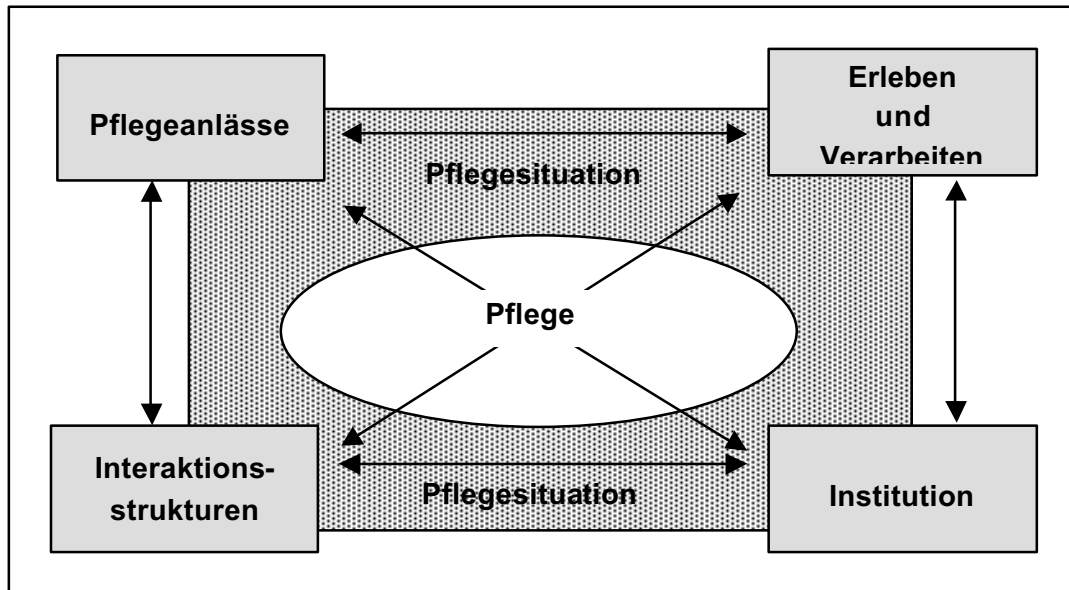 Pflegeanlässe
Erleben
und
Verarbeiten
Pflegesituation
Pflege
Interaktions-
strukturen
Pflegesituation
Institution